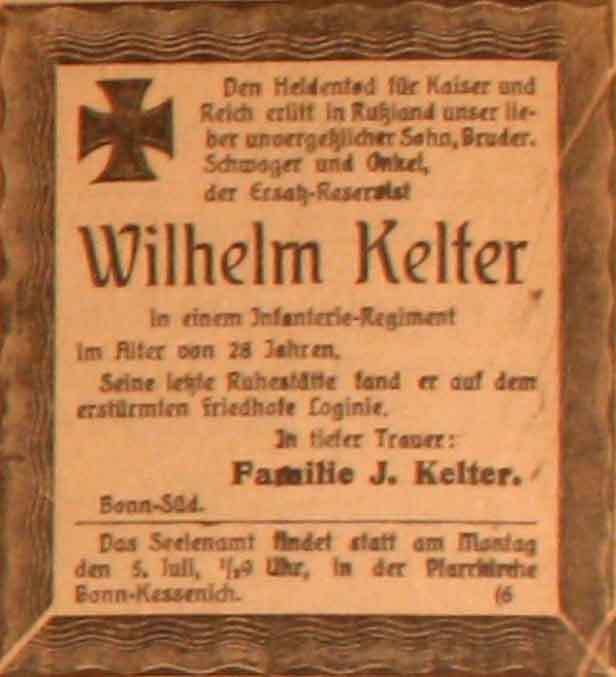 Den Heldentod für Kaiser und
Reich erlitt in Rußland unser lie-
ber unvergeßlicher Sohn, Bruder,
Schwager und Onkel,
der Ersatz-Reservist
Wilhelm Kelter
in einem Infanterie-Regiment
im Alter von 28 Jahren.
Seine letzte Ruhestätte fand er auf dem
erstürmten Friedhofe Loginie.
In tiefer Trauer:
Familie J. Kelter.
Bonn-Süd.
Das Seelenamt findet statt am Montag
den 5. Juli, ½9 Uhr, in der Pfarrkirche
Bonn-Kessenich. (6